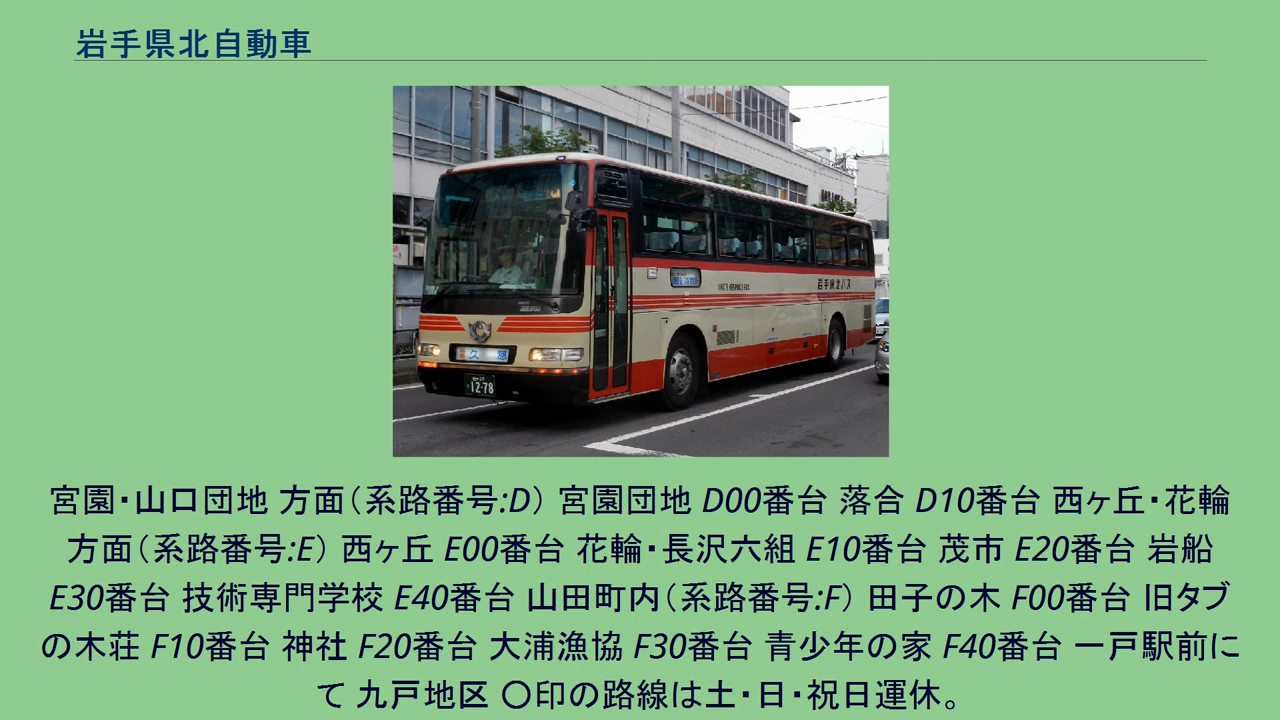 岩手県北自動車
岩手県北バス
1278
宮園・山口団地 方面（系路番号:D） 宮園団地 D00番台 落合 D10番台 西ヶ丘・花輪
方面（系路番号:E） 西ヶ丘 E00番台 花輪・長沢六組 E10番台 茂市 E20番台 岩船
E30番台 技術専門学校 E40番台 山田町内（系路番号:F） 田子の木 F00番台 旧タブ
の木荘 F10番台 神社 F20番台 大浦漁協 F30番台 青少年の家 F40番台 一戸駅前に
て 九戸地区 〇印の路線は土・日・祝日運休。